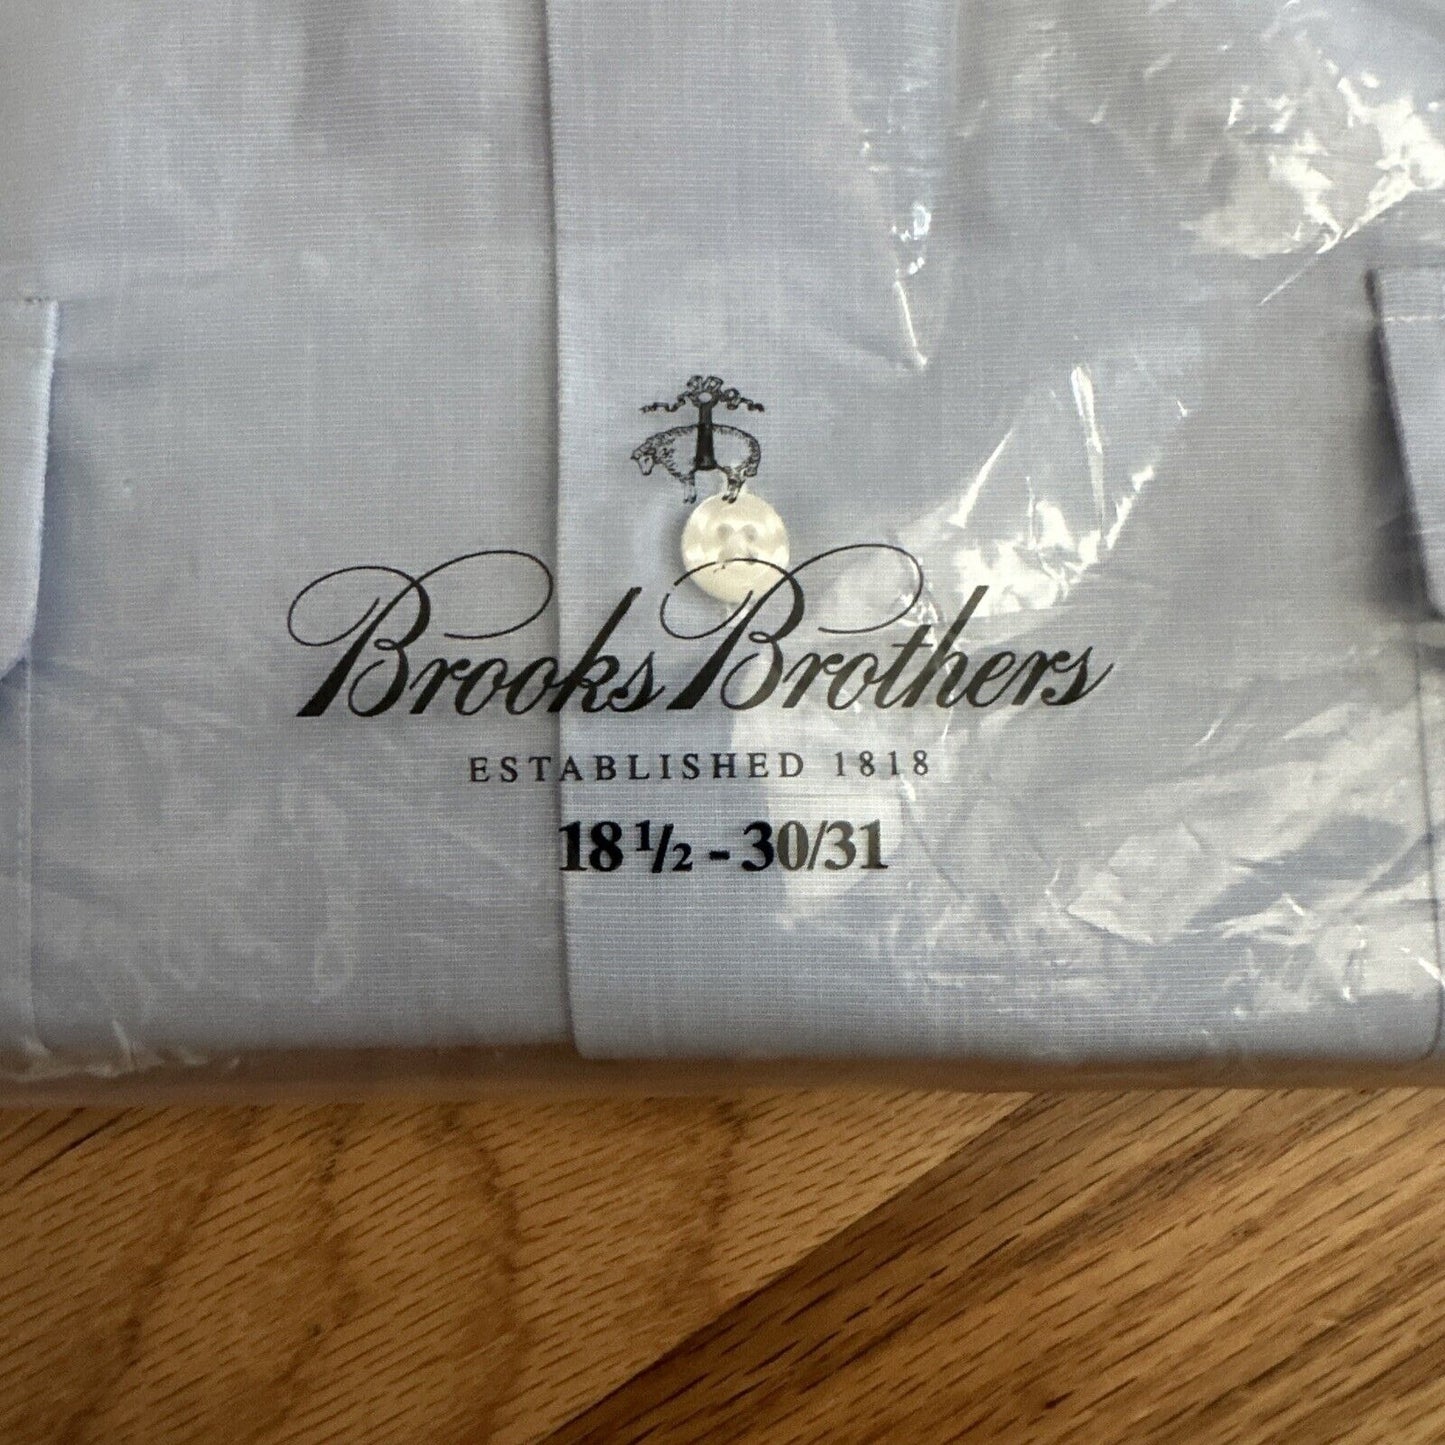 Brooks Brothers
ESTABLISHED 1818
18 1/2 - 30/31